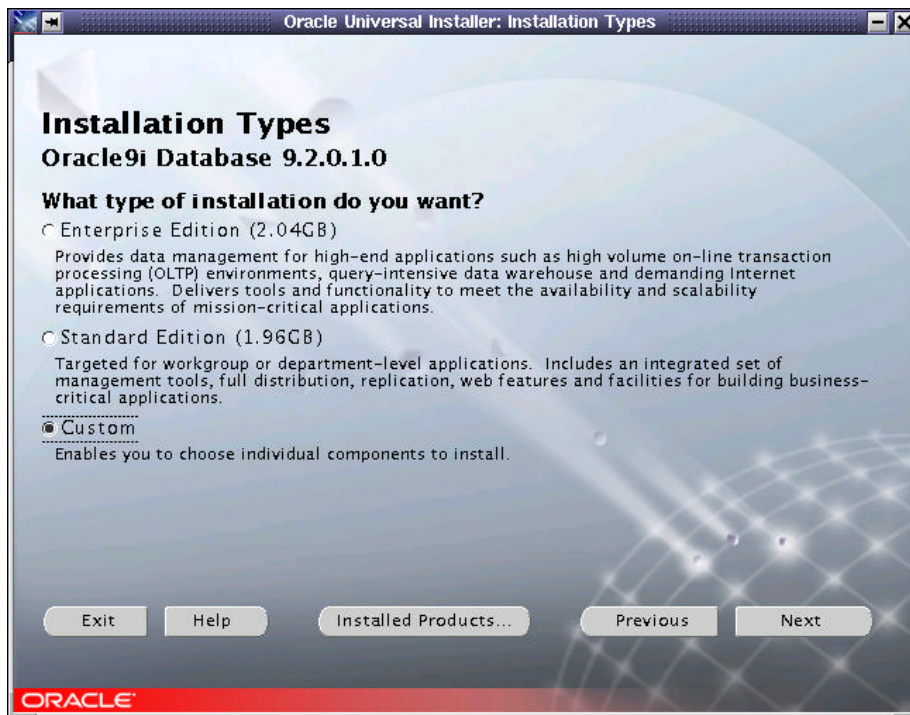 Oracle Universal Installer: Installation Types
Installation Types
Oracle9i Database 9.2.0.1.0
What type of installation do you want?
Enterprise Edition (2.04GB)
Provides data management for high-end applications such as high volume on-line transaction
processing (OLTP) environments, query-intensive data warehouse and demanding Internet
applications. Delivers tools and functionality to meet the availability and scalability
requirements of mission-critical applications.
Standard Edition (1.96GB)
Targeted for workgroup or department-level applications. Includes an integrated set of
management tools, full distribution, replication, web features and facilities for building business-
critical applications.
Custom
Enables you to choose individual components to install.
Exit Help Installed Products... Previous Next
ORACLE